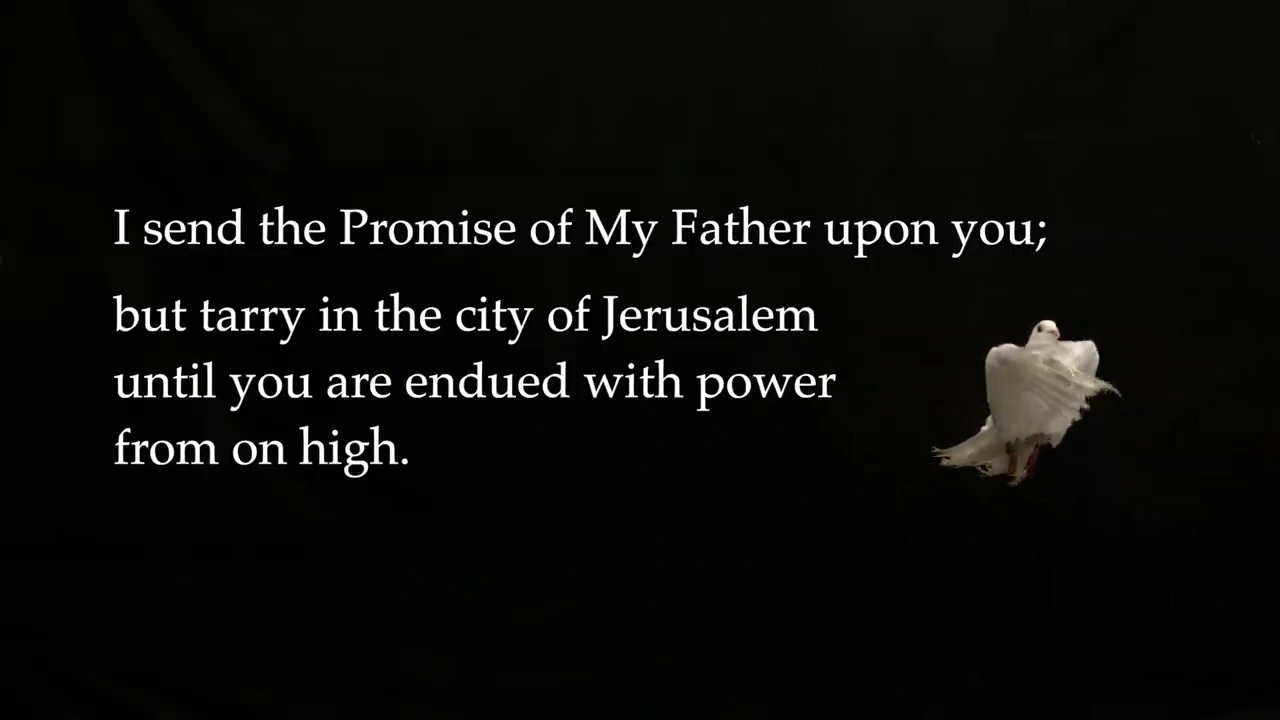 I send the Promise of My Father upon you;
but tarry in the city of Jerusalem
until you are endued with power
from on high.